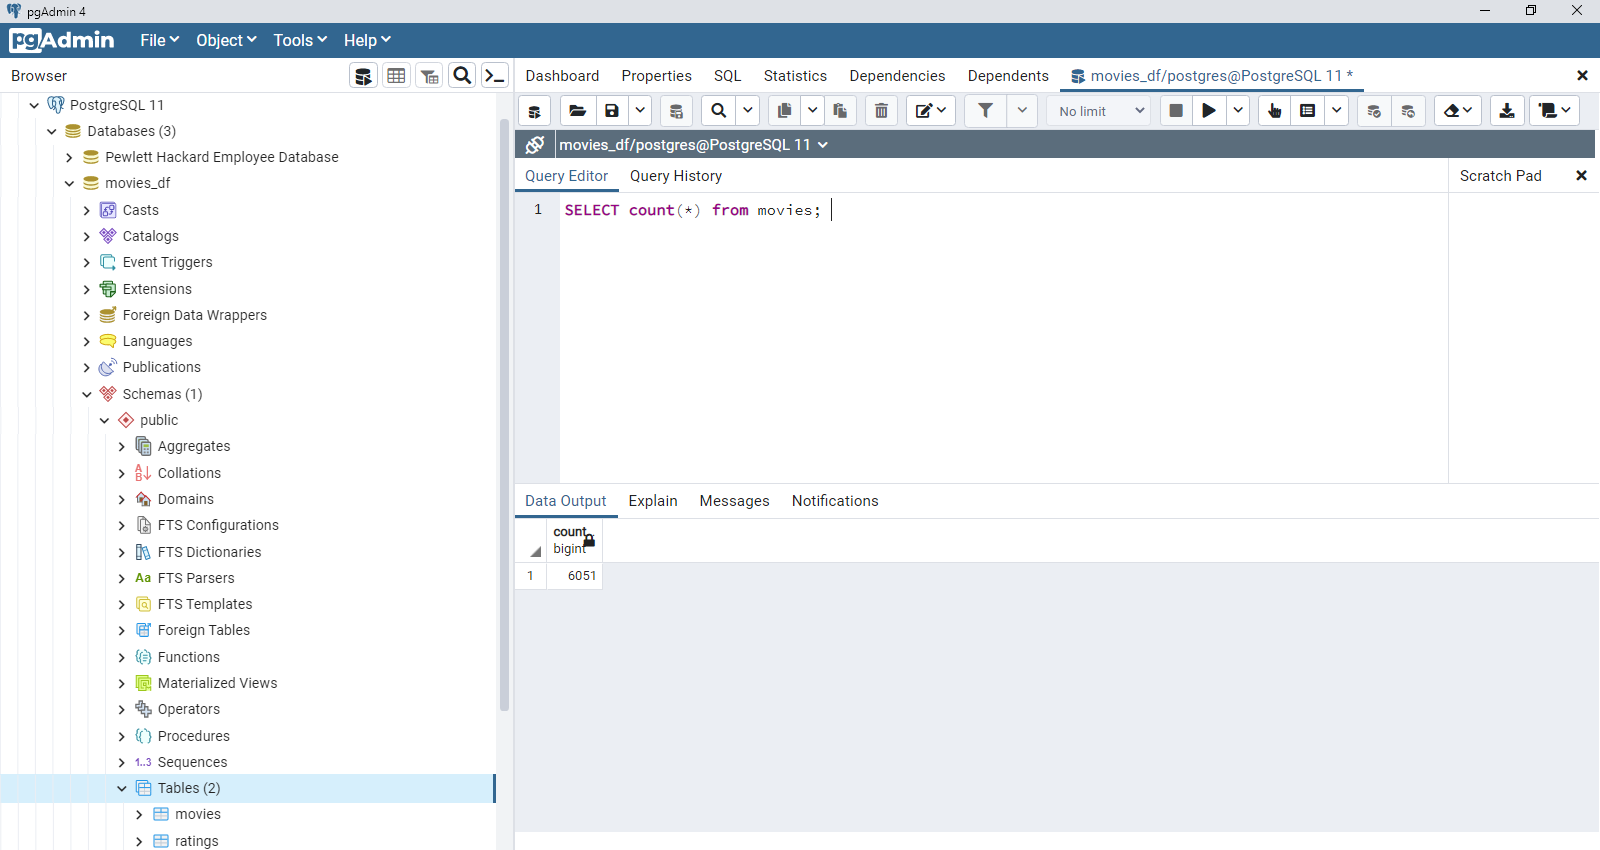 pgAdmin 4
pgAdmin File Object Tools Help
Browser
Dashboard Properties SQL Statistics Dependencies Dependents movies_df/postgres@PostgreSQL 11 *
No limit
movies_df/postgres@PostgreSQL 11
Query Editor Query History
Scratch Pad
1 SELECT count(*) from movies;
PostgreSQL 11
Databases (3)
Pewlett Hackard Employee Database
movies_df
Casts
Catalogs
Event Triggers
Extensions
Foreign Data Wrappers
Languages
Publications
Schemas (1)
public
Aggregates
Collations
Domains
FTS Configurations
FTS Dictionaries
Aa FTS Parsers
FTS Templates
Foreign Tables
Functions
Materialized Views
Operators
Procedures
1..3 Sequences
Tables (2)
movies
ratings
Data Output Explain Messages Notifications
count
bigint
1 6051